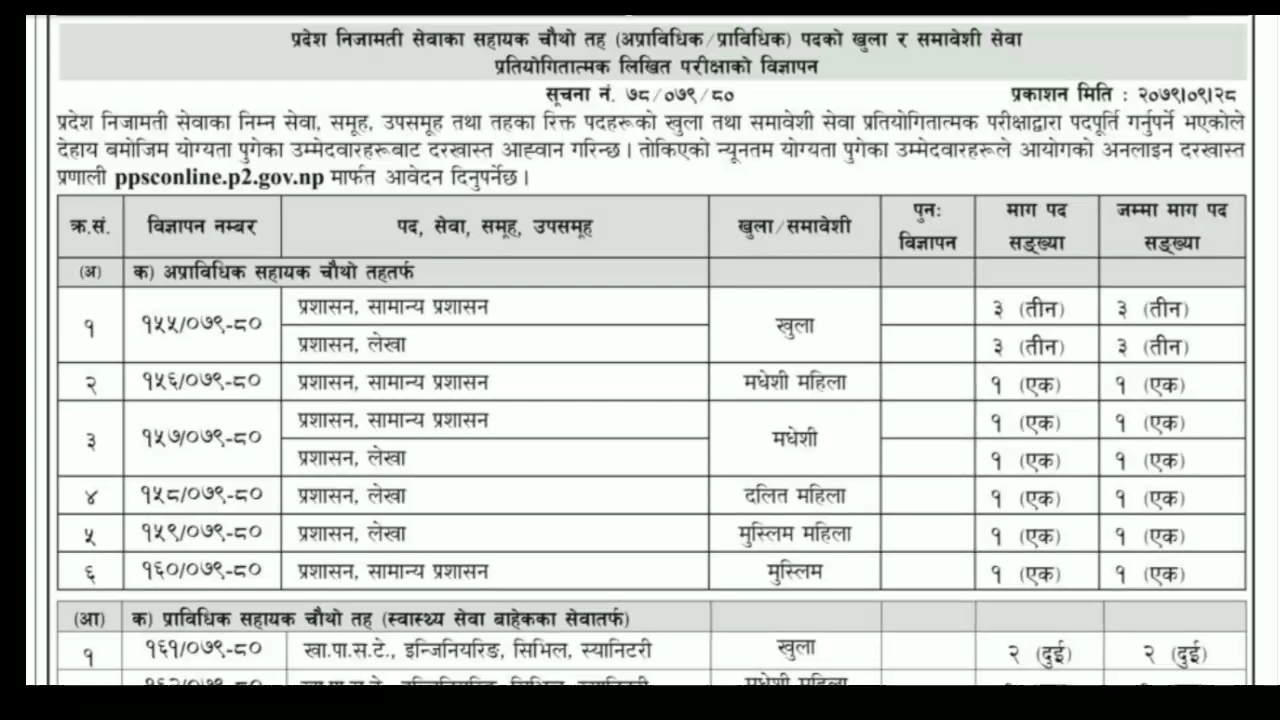 प्रदेश निजामती सेवाका सहायक चौथो तह (अप्राविधिक/प्राविधिक) पदको खुला र समावेशी सेवा
प्रतियोगितात्मक लिखित परीक्षाको विज्ञापन
सूचना नं. ७८/०७९/८०
प्रकाशन मिति : २०७९।०९।२८
प्रदेश निजामती सेवाका निम्न सेवा, समूह, उपसमूह तथा तहका रिक्त पदहरूको खुला तथा समावेशी सेवा प्रतियोगितात्मक परीक्षाद्वारा पदपूर्ति गर्नुपर्ने भएकोले
देहाय बमोजिम योग्यता पुगेका उम्मेदवारहरूबाट दरखास्त आह्वान गरिन्छ। तोकिएको न्यूनतम योग्यता पुगेका उम्मेदवारहरूले आयोगको अनलाइन दरखास्त
प्रणाली ppsconline.p2.gov.np मार्फत आवेदन दिनुपर्नेछ।
क्र.सं. विज्ञापन नम्बर पद, सेवा, समूह, उपसमूह खुला/समावेशी पुनः विज्ञापन माग पद सङ्ख्या जम्मा माग पद सङ्ख्या
(अ) क) अप्राविधिक सहायक चौथो तहतर्फ
१ १५५/०७९-८० प्रशासन, सामान्य प्रशासन खुला ३ (तीन) ३ (तीन)
प्रशासन, लेखा ३ (तीन) ३ (तीन)
२ १५६/०७९-८० प्रशासन, सामान्य प्रशासन मधेशी महिला १ (एक) १ (एक)
३ १५७/०७९-८० प्रशासन, सामान्य प्रशासन मधेशी १ (एक) १ (एक)
प्रशासन, लेखा १ (एक) १ (एक)
४ १५८/०७९-८० प्रशासन, लेखा दलित महिला १ (एक) १ (एक)
५ १५९/०७९-८० प्रशासन, लेखा मुस्लिम महिला १ (एक) १ (एक)
६ १६०/०७९-८० प्रशासन, सामान्य प्रशासन मुस्लिम १ (एक) १ (एक)
(आ) क) प्राविधिक सहायक चौथो तह (स्वास्थ्य सेवा बाहेकका सेवातर्फ)
१ १६१/०७९-८० खा.पा.स.टे., इन्जिनियरिङ, सिभिल, स्यानिटरी खुला २ (दुई) २ (दुई)
१६२/०७९-८० खा.पा.स.टे., इन्जिनियरिङ, सिभिल, स्यानिटरी मधेशी महिला